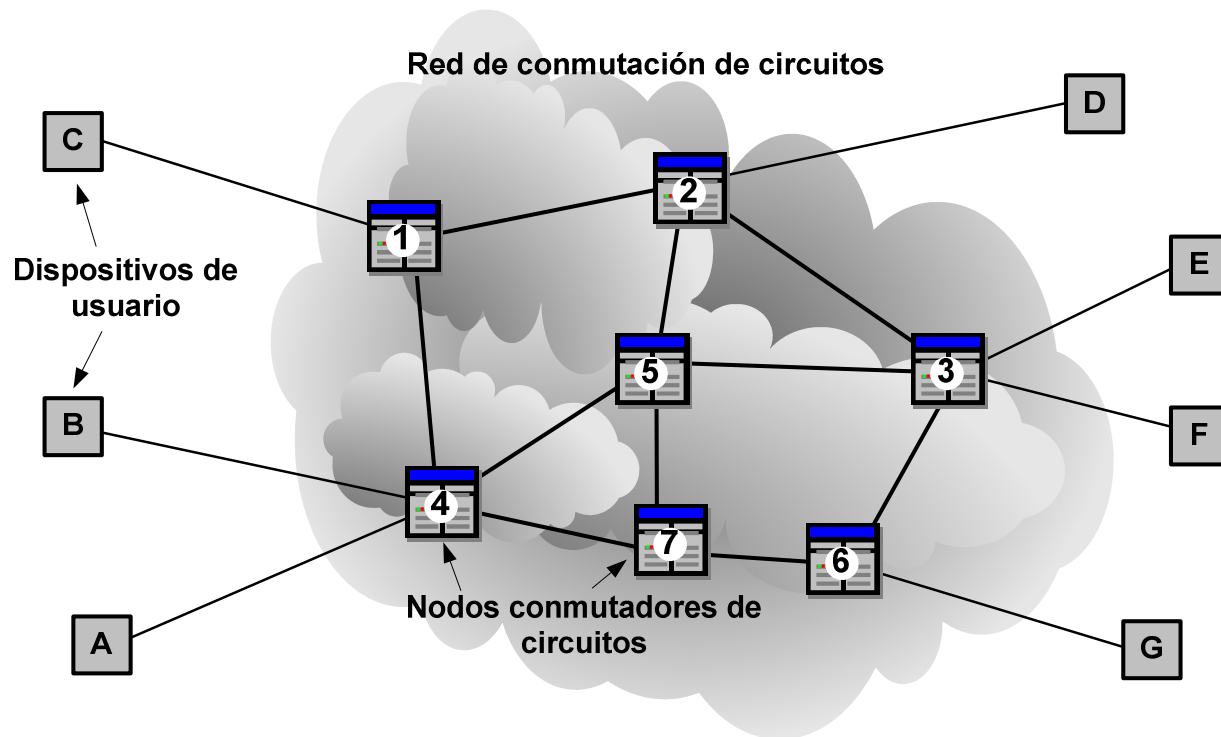 Red de conmutación de circuitos
D
C
2
1
E
Dispositivos de
usuario
5
3
B
F
4
7
6
Nodos conmutadores de
circuitos
A
G